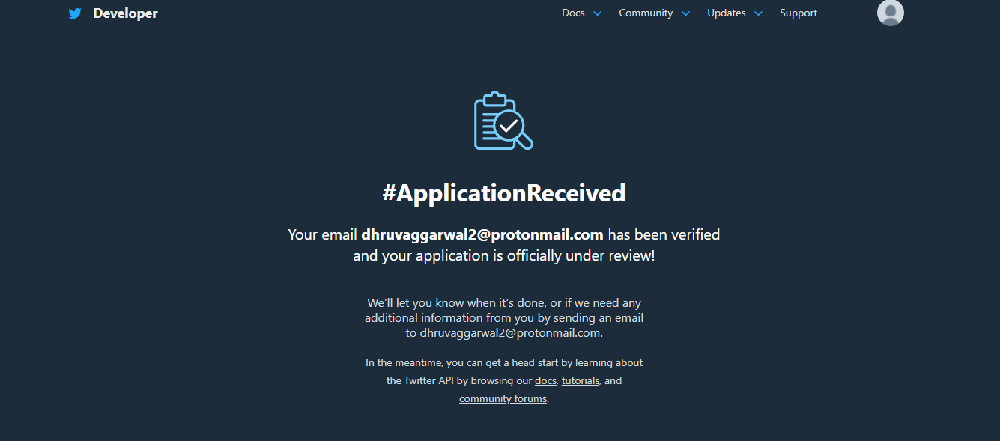 Developer
Docs Community Updates Support
#ApplicationReceived
Your email dhruvaggarwal2@protonmail.com has been verified
and your application is officially under review!
We’ll let you know when it’s done, or if we need any
additional information from you by sending an email
to dhruvaggarwal2@protonmail.com.
In the meantime, you can get a head start by learning about
the Twitter API by browsing our docs, tutorials, and
community forums.